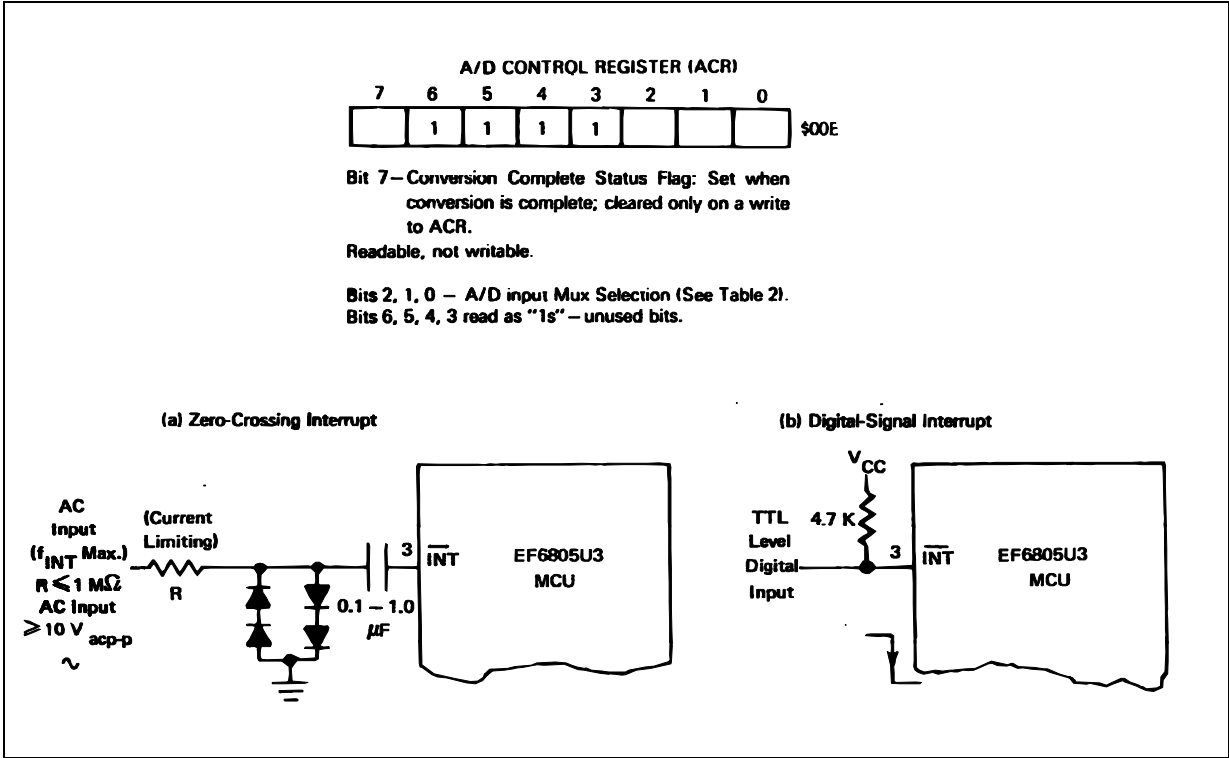 A/D CONTROL REGISTER (ACR)
7 6 5 4 3 2 1 0
1 1 1 1 $00E
Bit 7—Conversion Complete Status Flag: Set when
conversion is complete; cleared only on a write
to ACR.
Readable, not writable.
Bits 2, 1, 0 — A/D input Mux Selection (See Table 2).
Bits 6, 5, 4, 3 read as "1s"—unused bits.
(a) Zero-Crossing Interrupt
AC
Input
(fINT Max.)
R ⩽ 1 MΩ
AC Input
⩾ 10 V acp-p
∿
(Current
Limiting)
R
0.1 – 1.0
µF
3
I̅N̅T̅
EF6805U3
MCU
(b) Digital-Signal Interrupt
VCC
4.7 K
TTL
Level
Digital
Input
3
I̅N̅T̅
EF6805U3
MCU